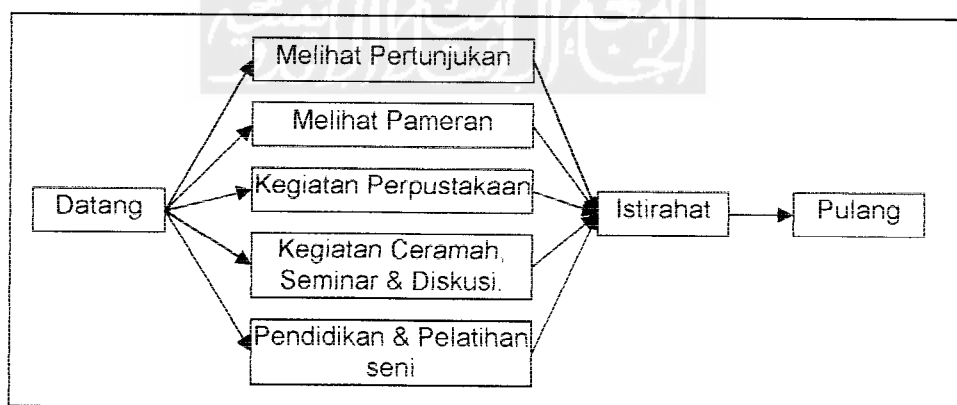 Melihat Pertunjukan
Melihat Pameran
Kegiatan Perpustakaan
Datang
Istirahat
Pulang
Kegiatan Ceramah,
Seminar & Diskusi.
Pendidikan & Pelatihan
seni